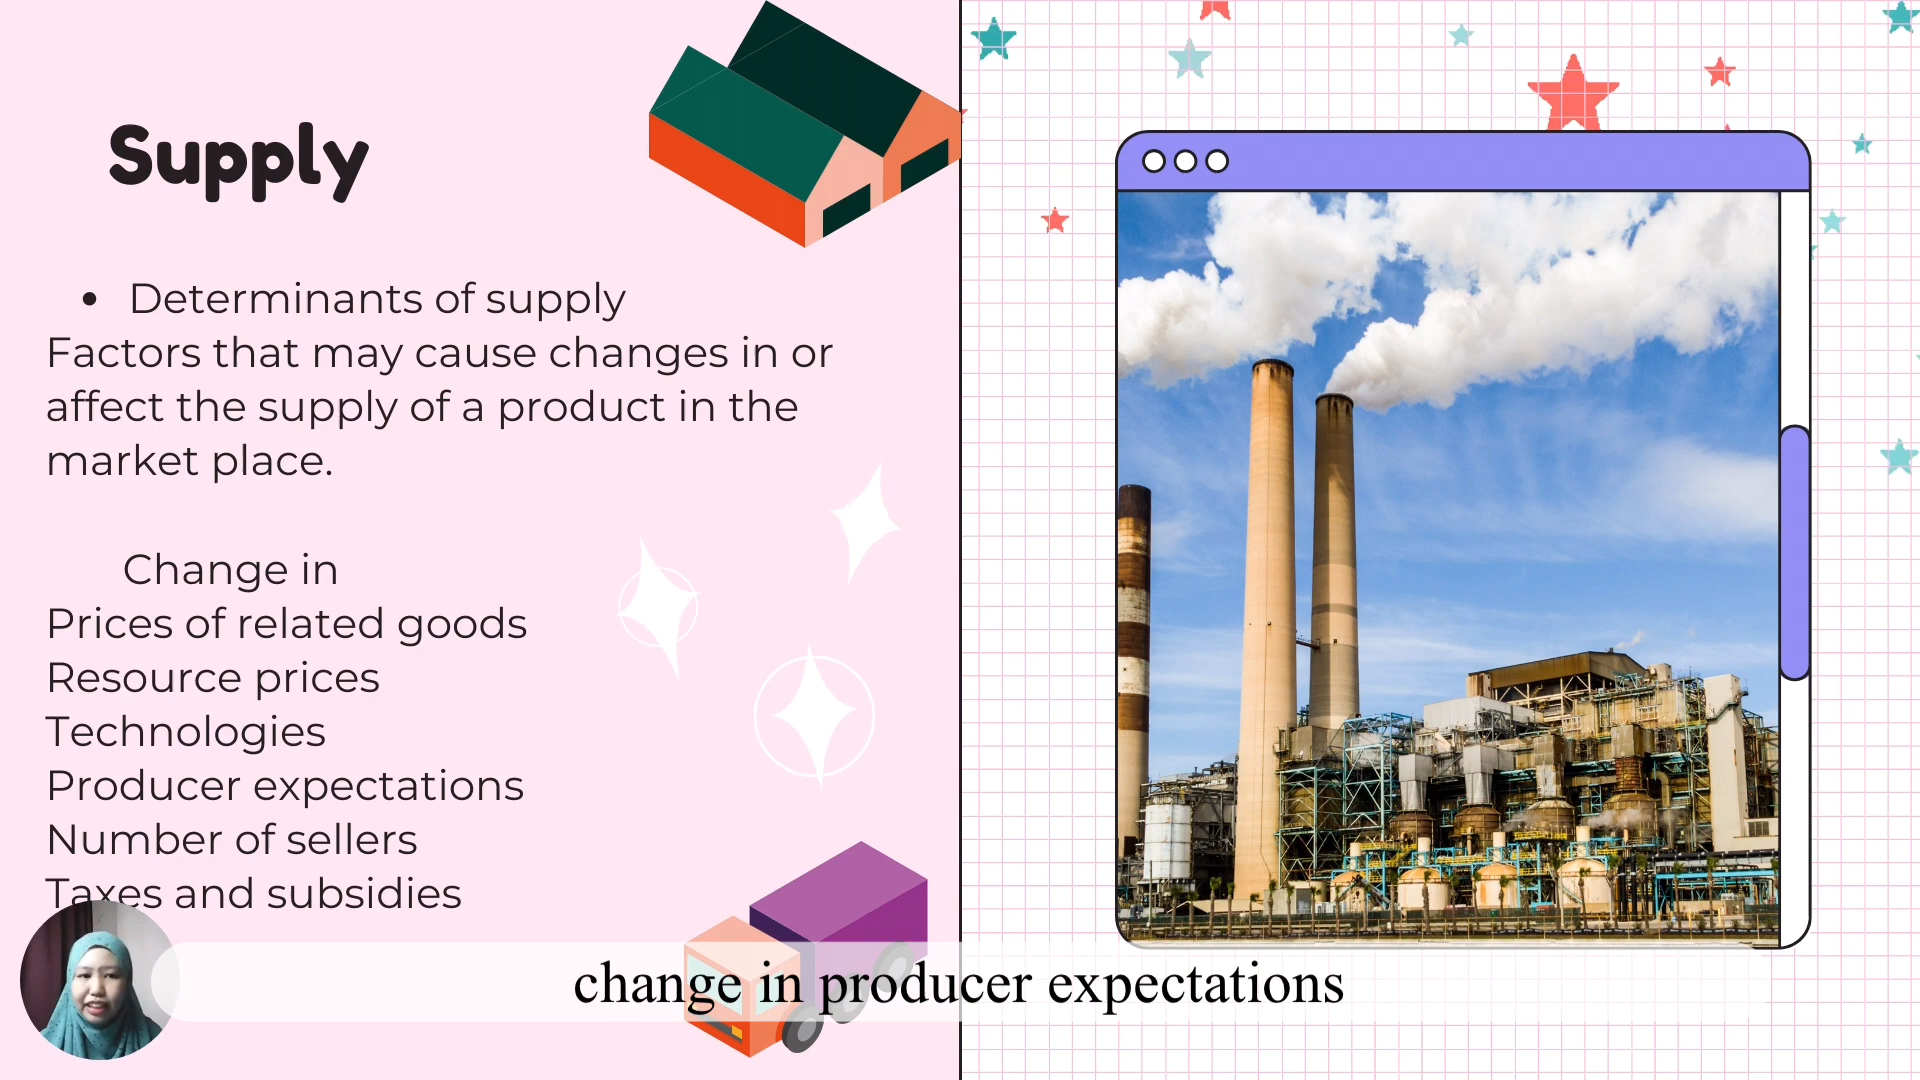 Supply
• Determinants of supply
Factors that may cause changes in or
affect the supply of a product in the
market place.
Change in
Prices of related goods
Resource prices
Technologies
Producer expectations
Number of sellers
Taxes and subsidies
change in producer expectations